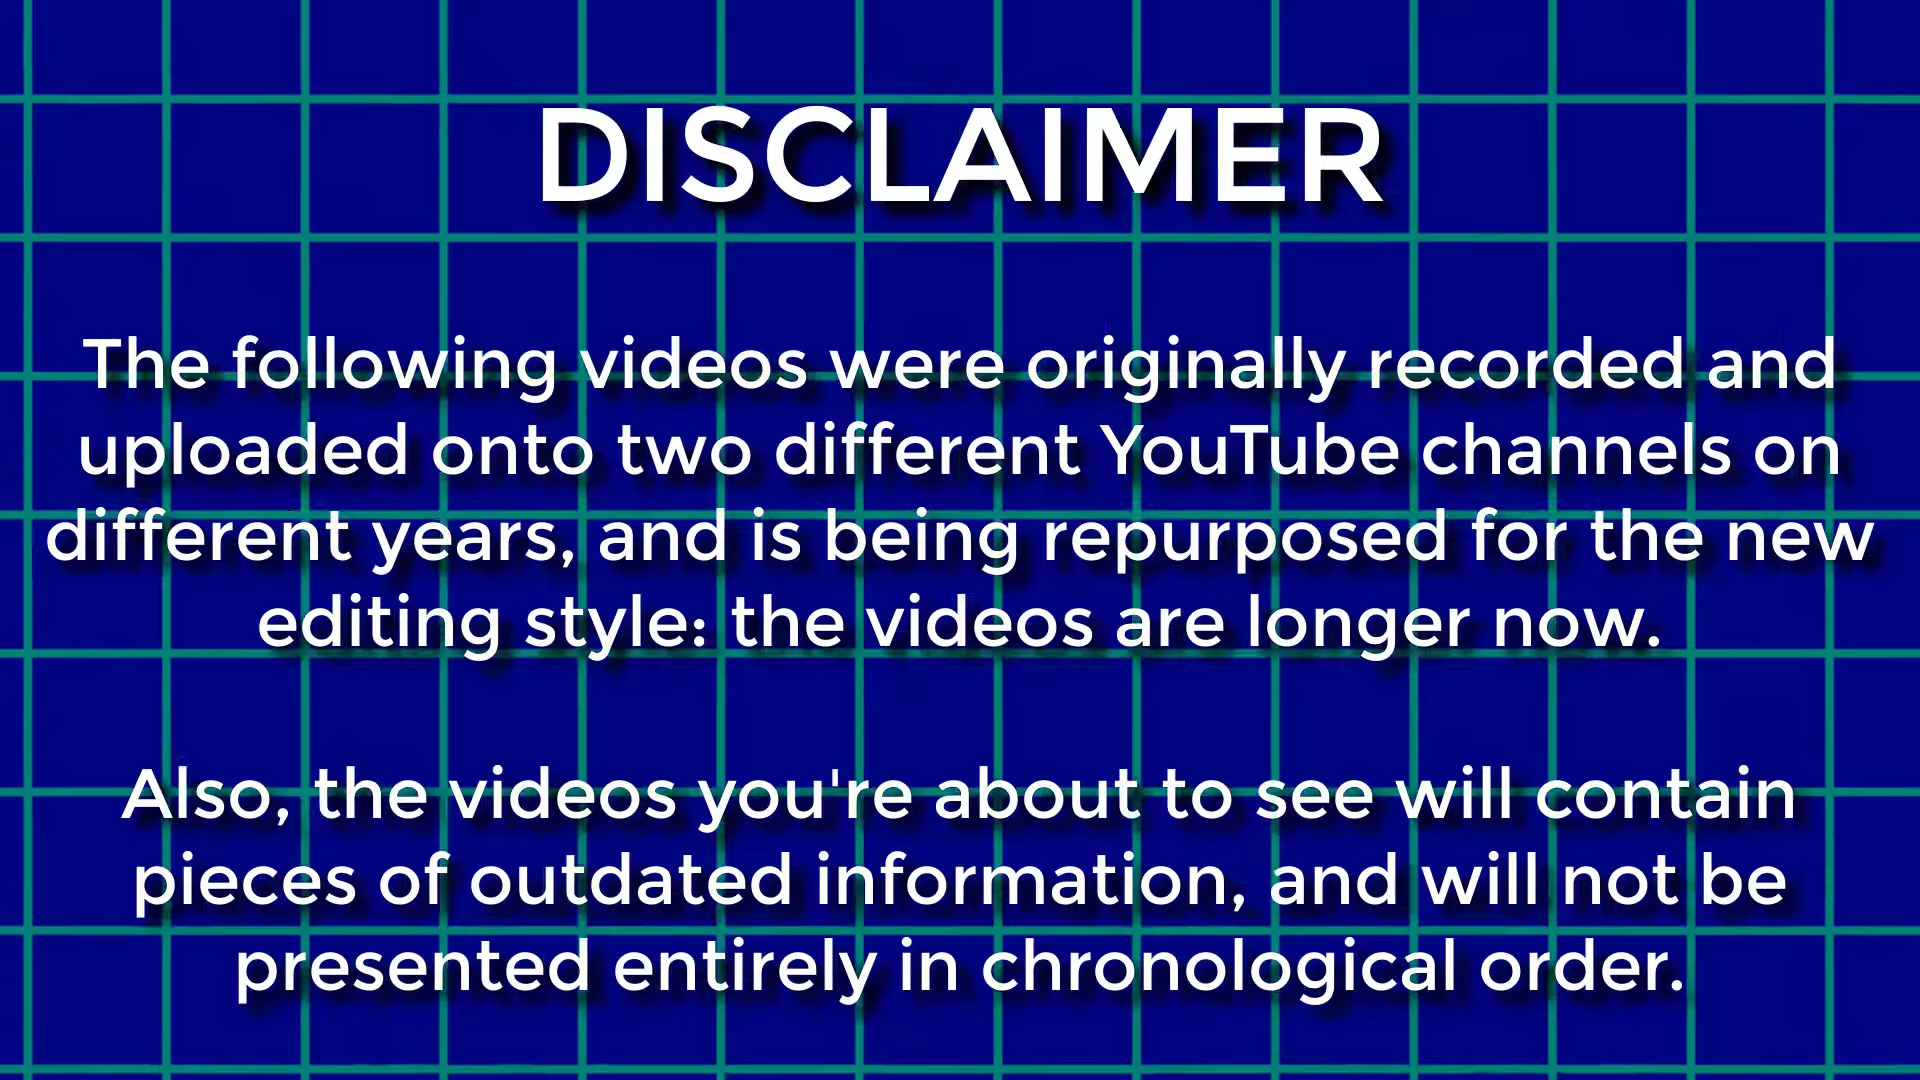 DISCLAIMER
The following videos were originally recorded and
uploaded onto two different YouTube channels on
different years, and is being repurposed for the new
editing style: the videos are longer now.
Also, the videos you're about to see will contain
pieces of outdated information, and will not be
presented entirely in chronological order.